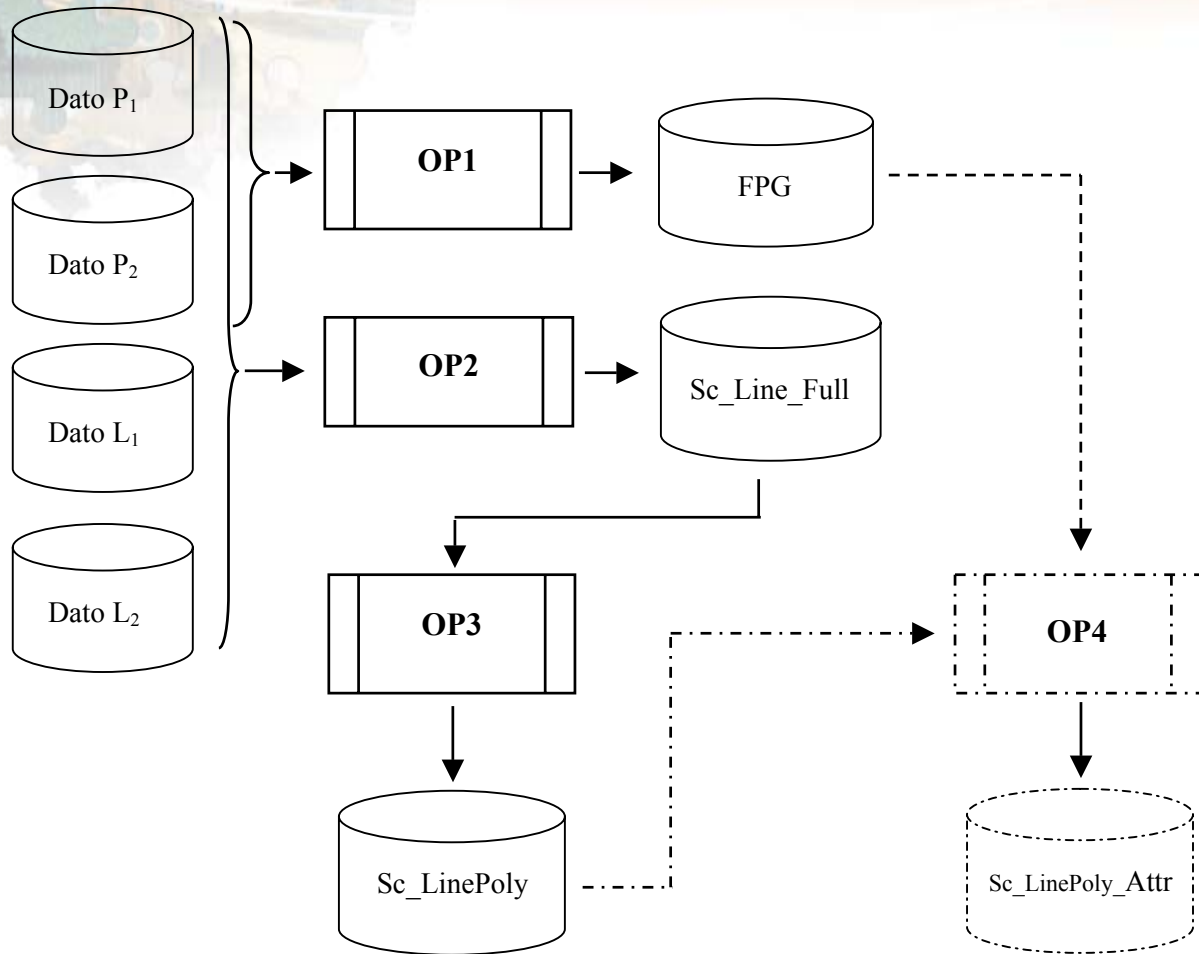 Dato P₁
OP1
FPG
Dato P₂
OP2
Sc_Line_Full
Dato L₁
Dato L₂
OP3
OP4
Sc_LinePoly
Sc_LinePoly_Attr